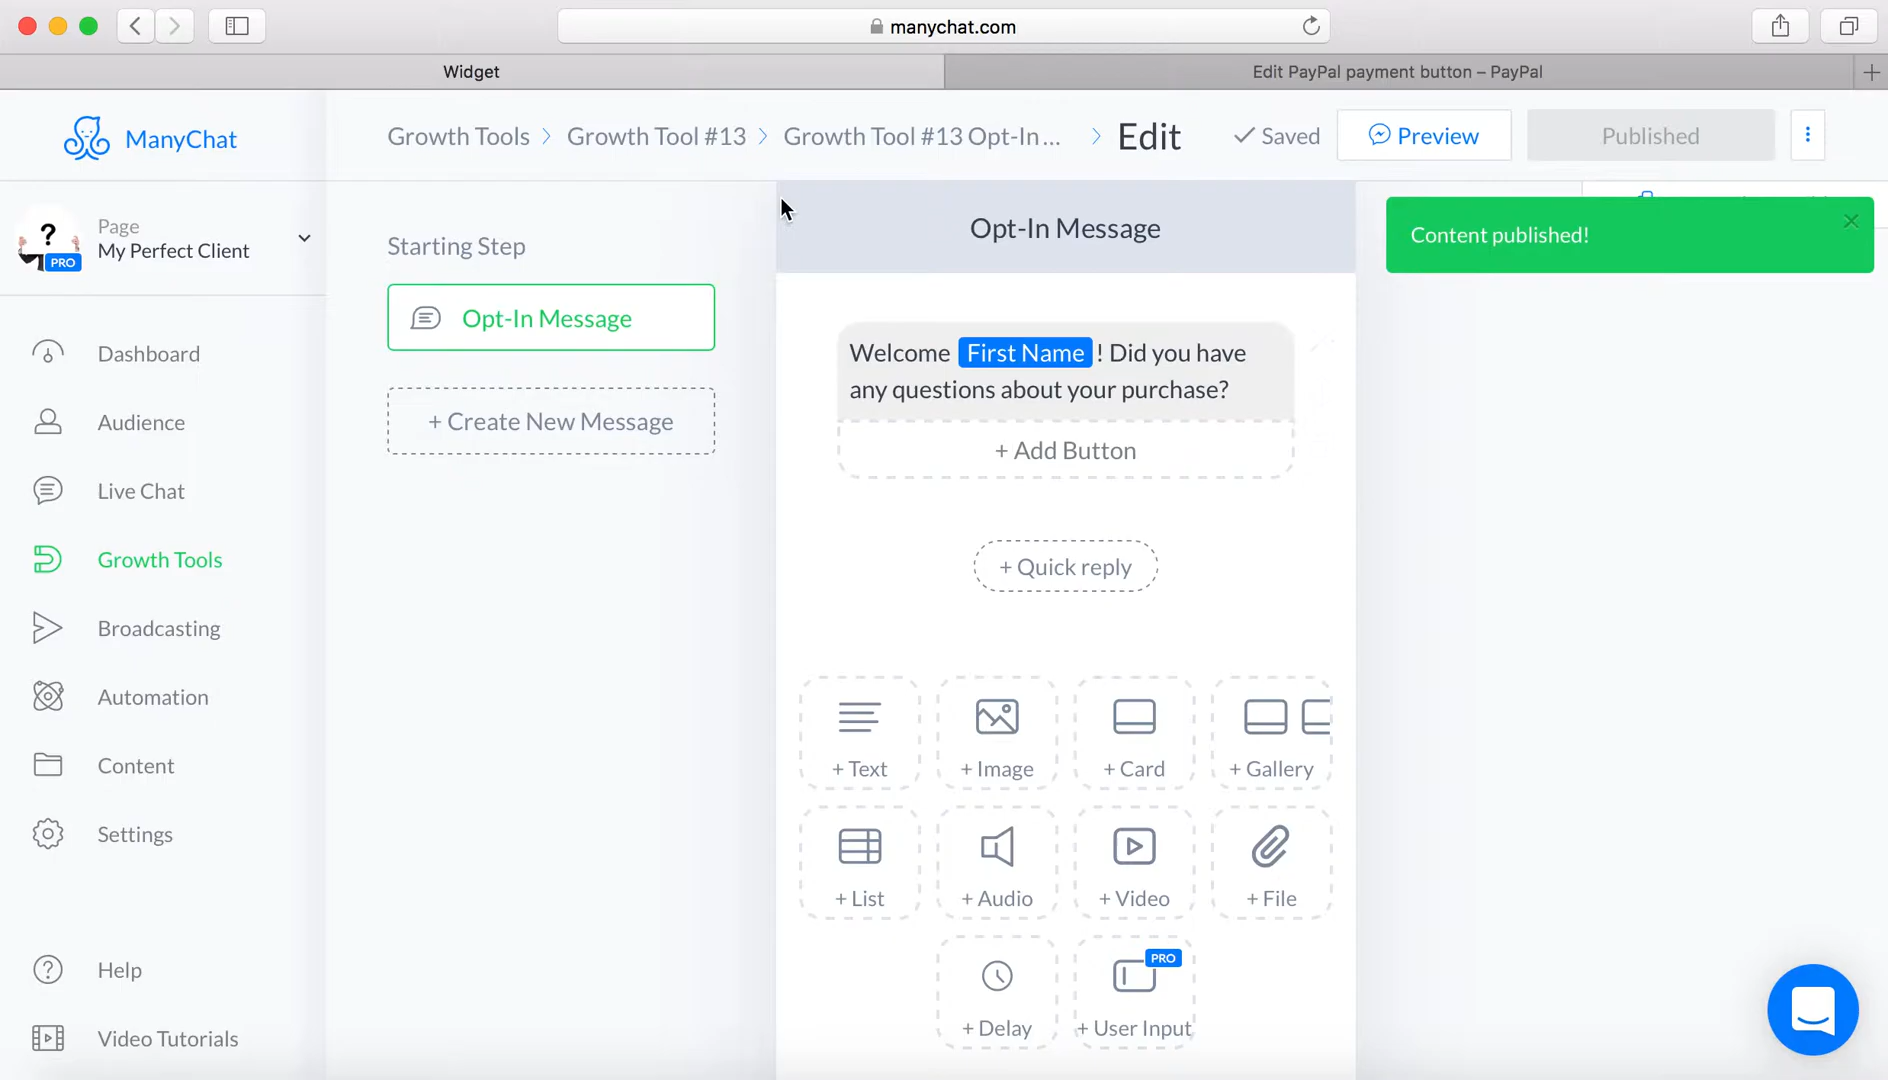 manychat.com
Widget
Edit PayPal payment button – PayPal
ManyChat
Growth Tools
Growth Tool #13
Growth Tool #13 Opt-In...
Edit
Saved
Preview
Published
?
PRO
Page
My Perfect Client
Dashboard
Audience
Live Chat
Growth Tools
Broadcasting
Automation
Content
Settings
Help
Video Tutorials
Starting Step
Opt-In Message
+ Create New Message
Opt-In Message
Welcome First Name ! Did you have
any questions about your purchase?
+ Add Button
+ Quick reply
+ Text
+ Image
+ Card
+ Gallery
+ List
+ Audio
+ Video
+ File
+ Delay
PRO
+ User Input
Content published!